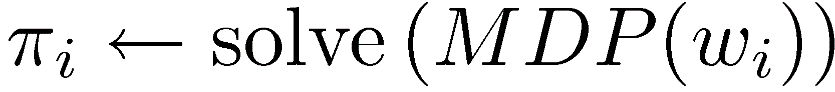 π_i ← solve (MDP(w_i))